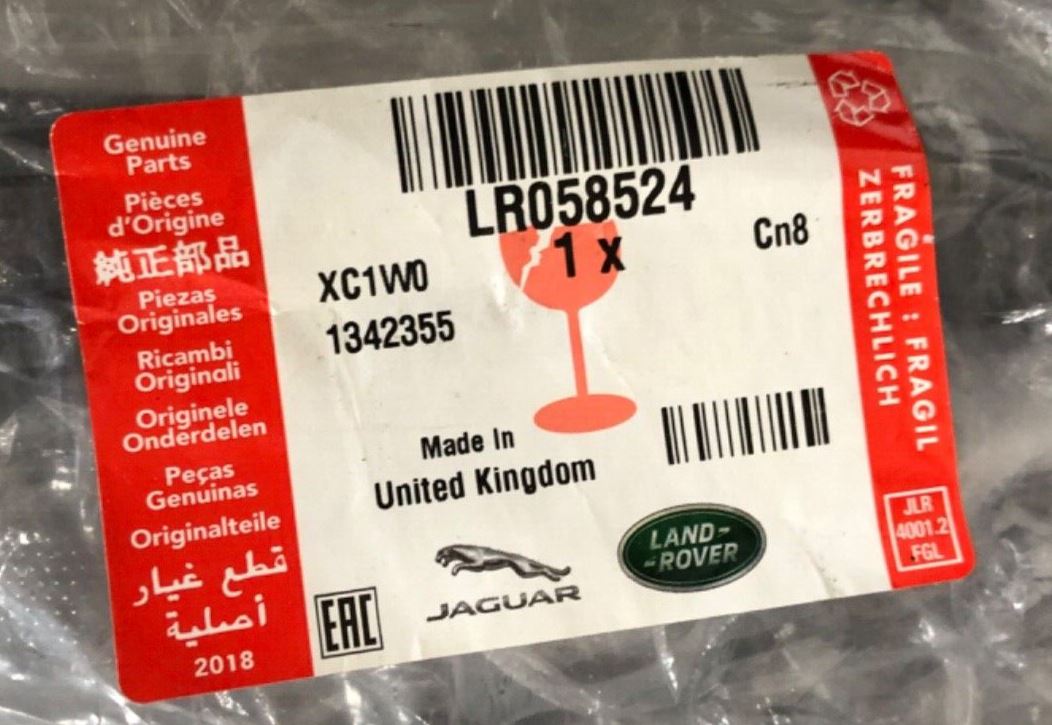 Genuine
Parts
Pièces
d'Origine
純正部品
Piezas
Originales
Ricambi
Originali
Originele
Onderdelen
Peças
Genuinas
Originalteile
قطع غيار
أصلية
2018
LR058524
1 x
Cn8
XC1W0
1342355
Made In
United Kingdom
EAC
JAGUAR
LAND-
-ROVER
FRAGILE : FRAGIL
ZERBRECHLICH
JLR
4001.2
FGL